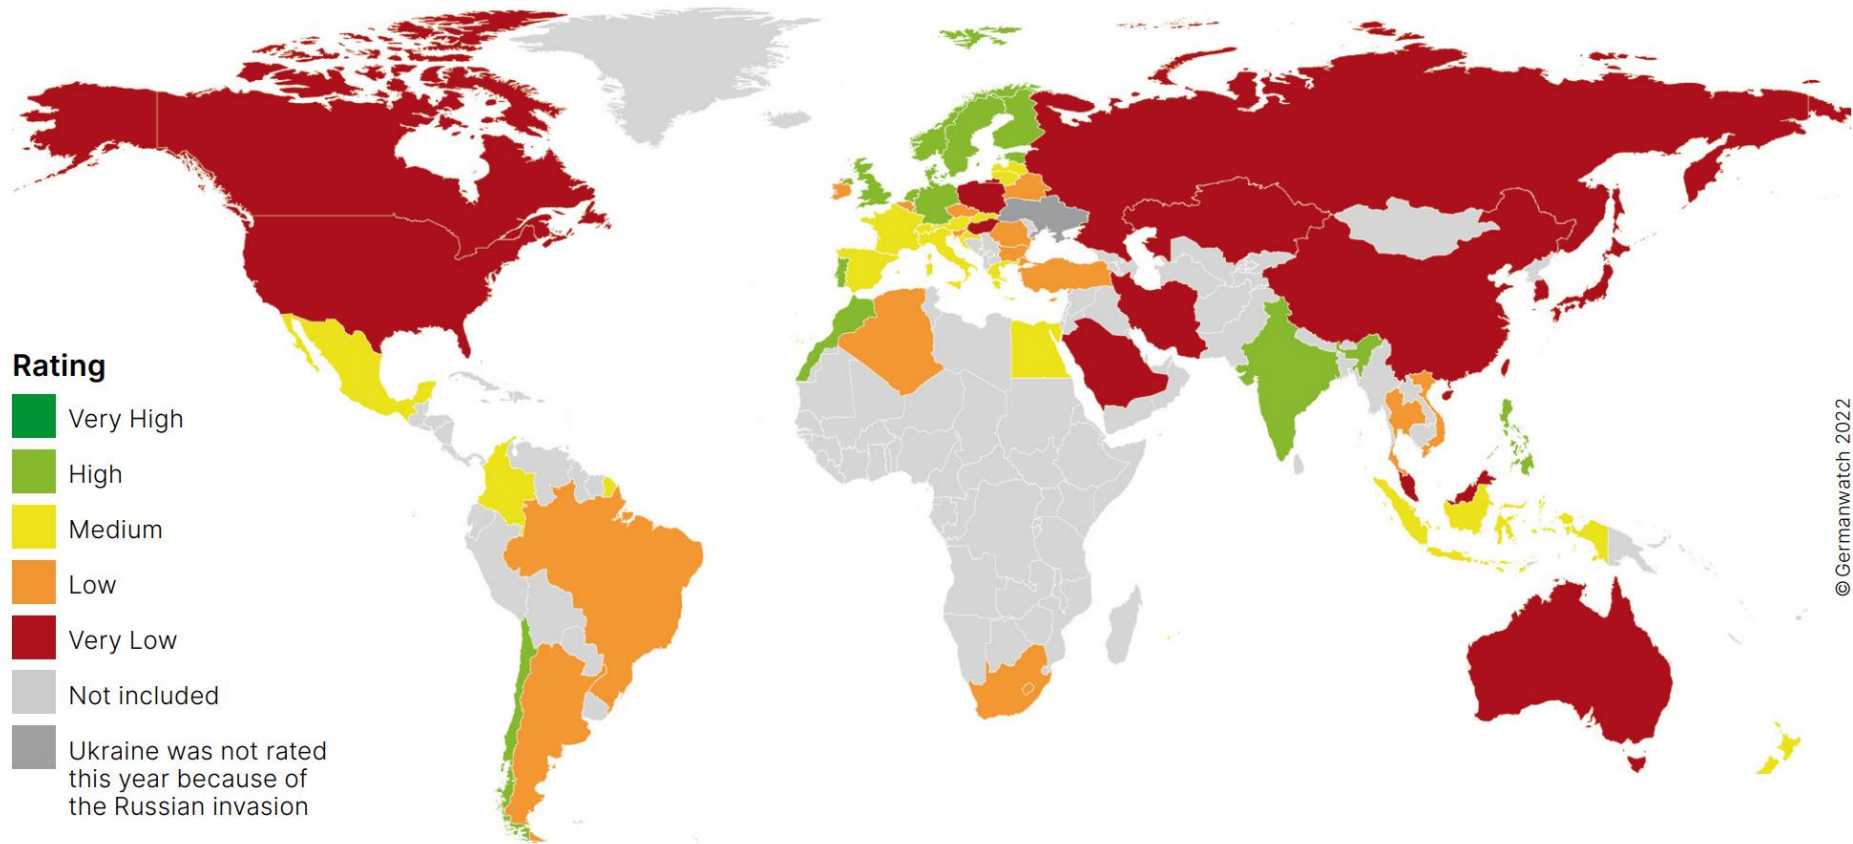 Rating
Very High
High
Medium
Low
Very Low
Not included
Ukraine was not rated
this year because of
the Russian invasion
©Germanwatch 2022